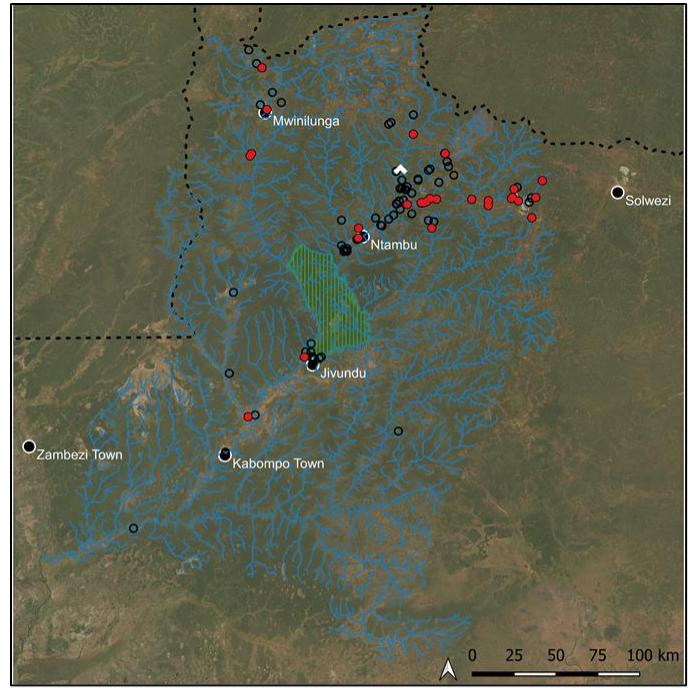 Mwinilunga
Solwezi
Ntambu
Jivundu
Zambezi Town
Kabompo Town
0 25 50 75 100 km